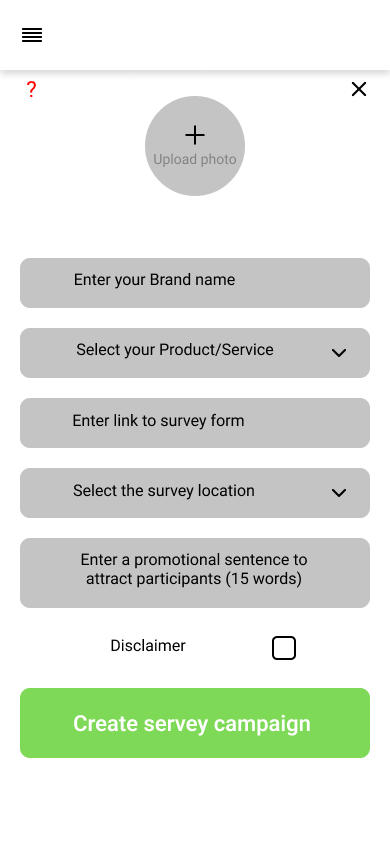 ?
Upload photo
Enter your Brand name
Select your Product/Service
Enter link to survey form
Select the survey location
Enter a promotional sentence to
attract participants (15 words)
Disclaimer
Create servey campaign